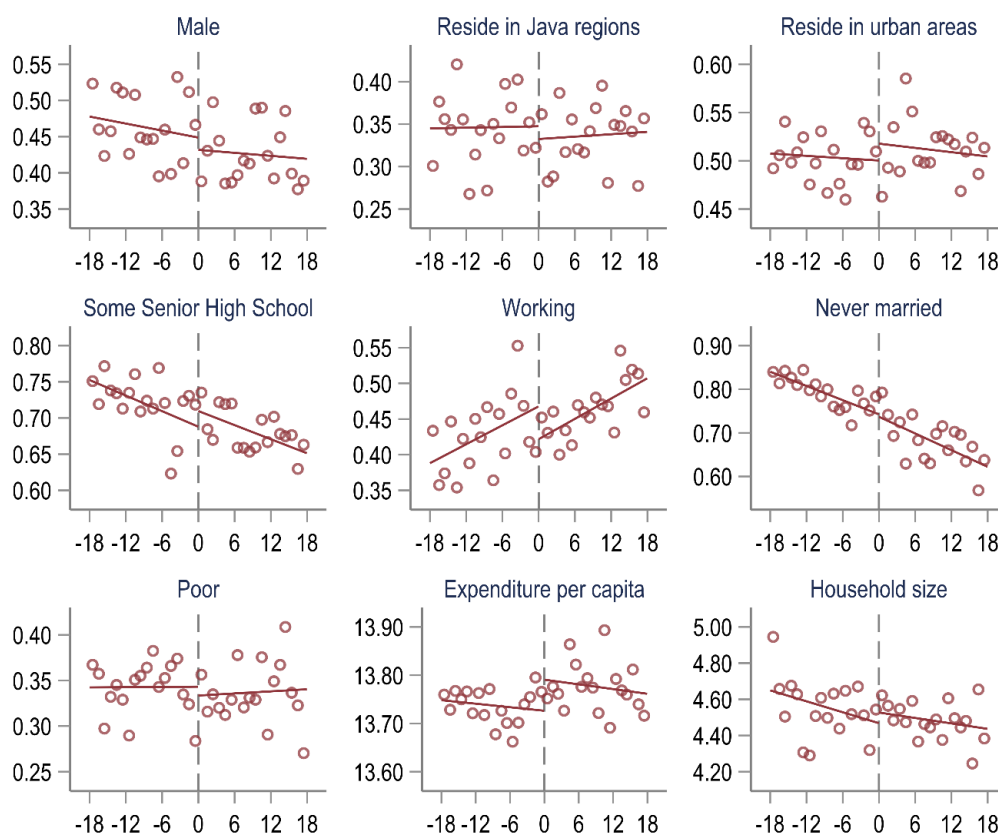 Male Reside in Java regions Reside in urban areas
0.55 0.40 0.60
0.50 0.35 0.55
0.45 0.30 0.50
0.40 0.25 0.45
0.35
-18 -12 -6 0 6 12 18 -18 -12 -6 0 6 12 18 -18 -12 -6 0 6 12 18
Some Senior High School Working Never married
0.80 0.55 0.90
0.75 0.50 0.80
0.70 0.45 0.70
0.65 0.40 0.60
0.60 0.35
-18 -12 -6 0 6 12 18 -18 -12 -6 0 6 12 18 -18 -12 -6 0 6 12 18
Poor Expenditure per capita Household size
0.40 13.90 5.00
0.35 13.80 4.80
0.30 13.70 4.60
0.25 13.60 4.40
4.20
-18 -12 -6 0 6 12 18 -18 -12 -6 0 6 12 18 -18 -12 -6 0 6 12 18